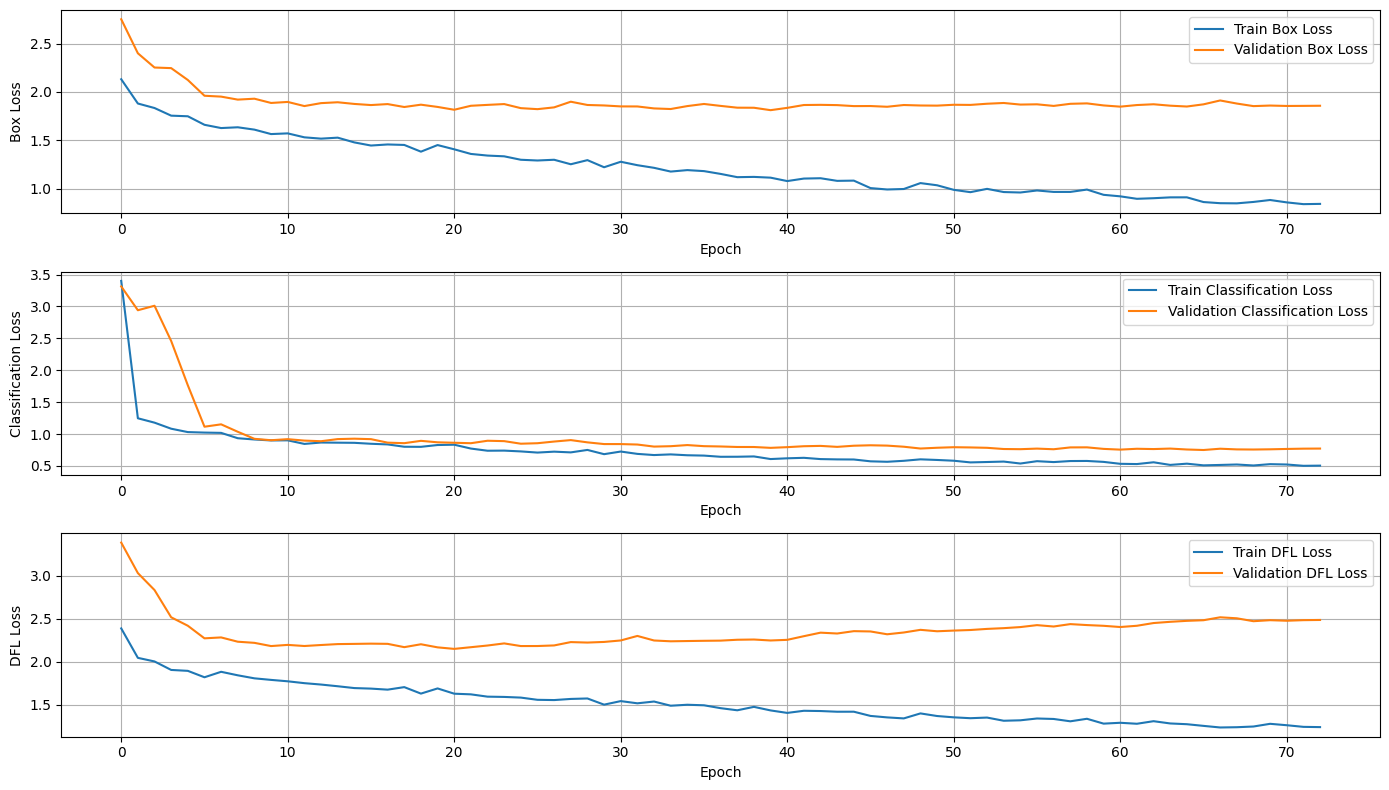 Train Box Loss
Validation Box Loss
2.5
2.0
1.5
1.0
Box Loss
0 10 20 30 40 50 60 70
Epoch
Train Classification Loss
Validation Classification Loss
3.5
3.0
2.5
2.0
1.5
1.0
0.5
Classification Loss
0 10 20 30 40 50 60 70
Epoch
Train DFL Loss
Validation DFL Loss
3.0
2.5
2.0
1.5
DFL Loss
0 10 20 30 40 50 60 70
Epoch